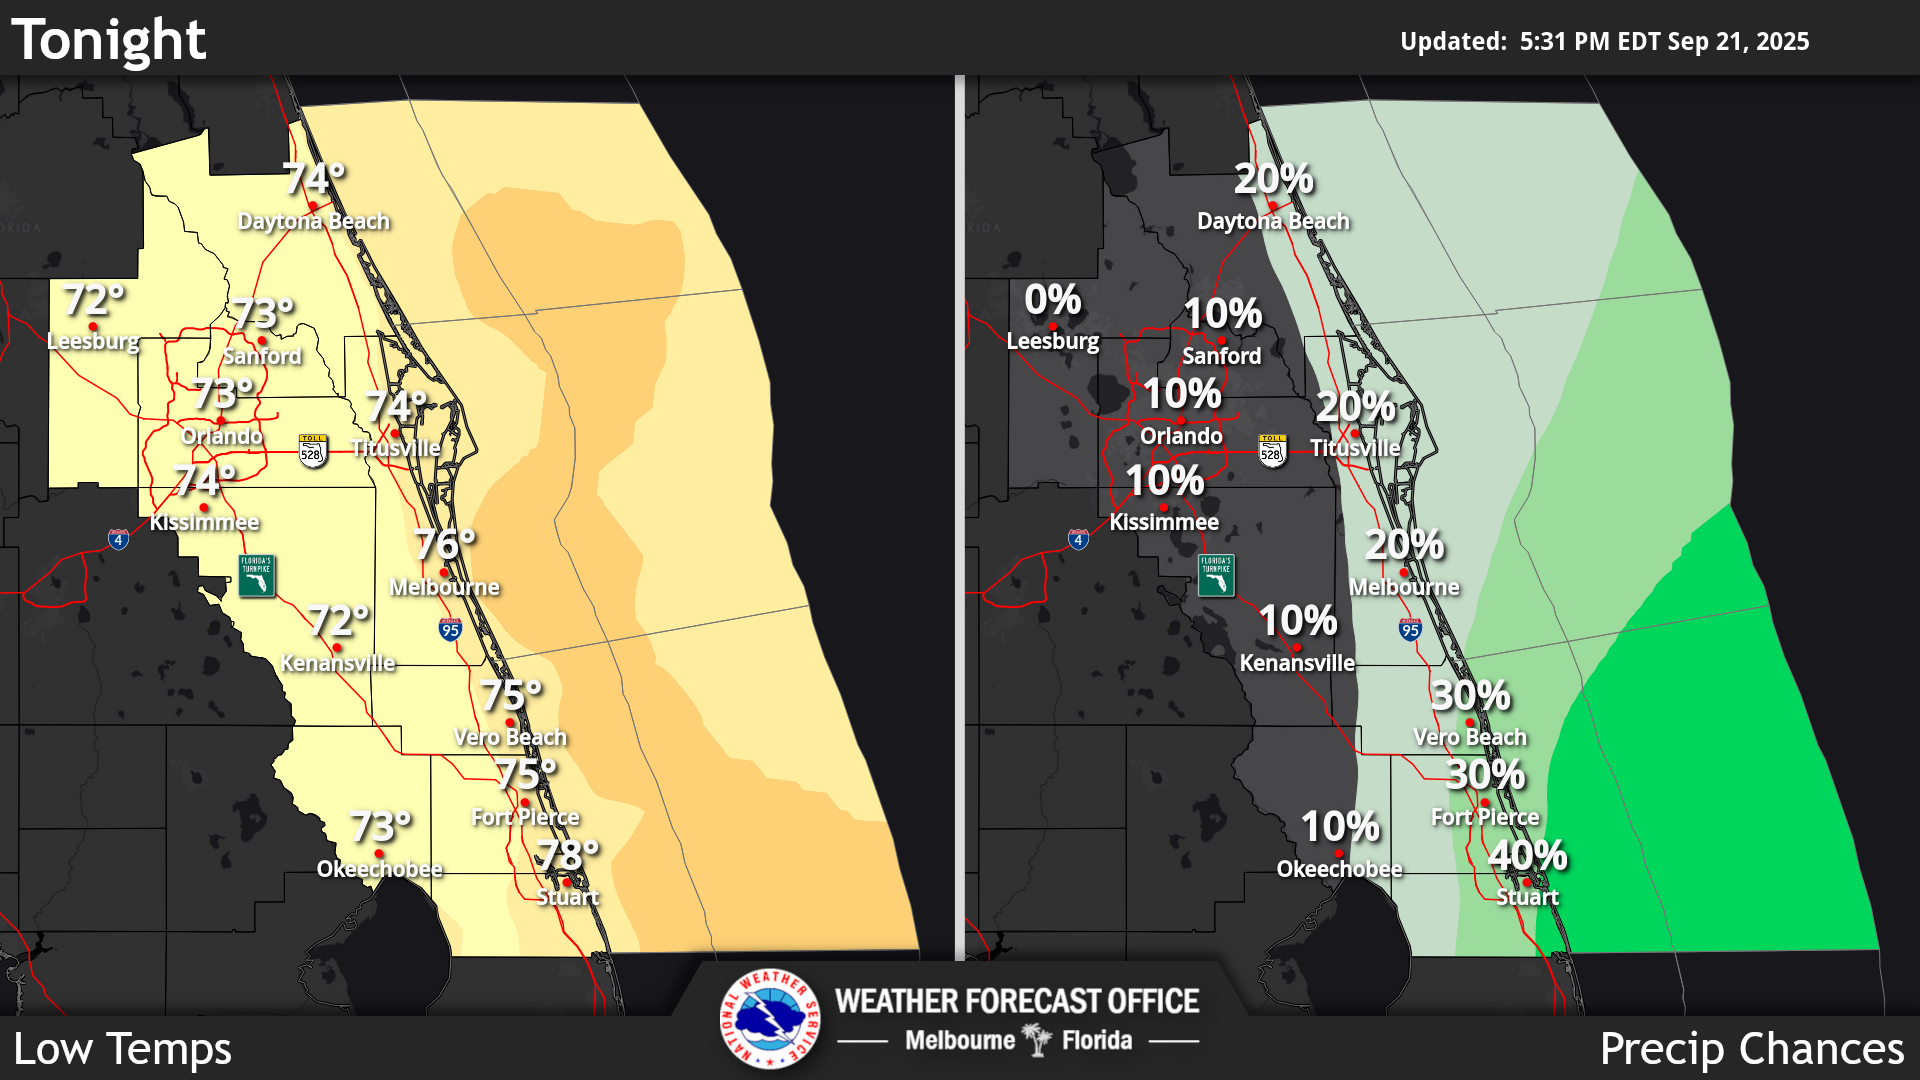 Tonight
Updated:  5:31 PM EDT Sep 21, 2025
74°
Daytona Beach
72°
Leesburg
73°
Sanford
73°
Orlando
74°
Titusville
TOLL
528
74°
Kissimmee
4
FLORIDA'S
TURNPIKE
76°
Melbourne
95
72°
Kenansville
75°
Vero Beach
75°
Fort Pierce
73°
Okeechobee
78°
Stuart
20%
Daytona Beach
0%
Leesburg
10%
Sanford
10%
Orlando
20%
Titusville
TOLL
528
10%
Kissimmee
4
FLORIDA'S
TURNPIKE
20%
Melbourne
95
10%
Kenansville
30%
Vero Beach
30%
Fort Pierce
10%
Okeechobee
40%
Stuart
Low Temps
NATIONAL WEATHER SERVICE
WEATHER FORECAST OFFICE
Melbourne Florida
Precip Chances